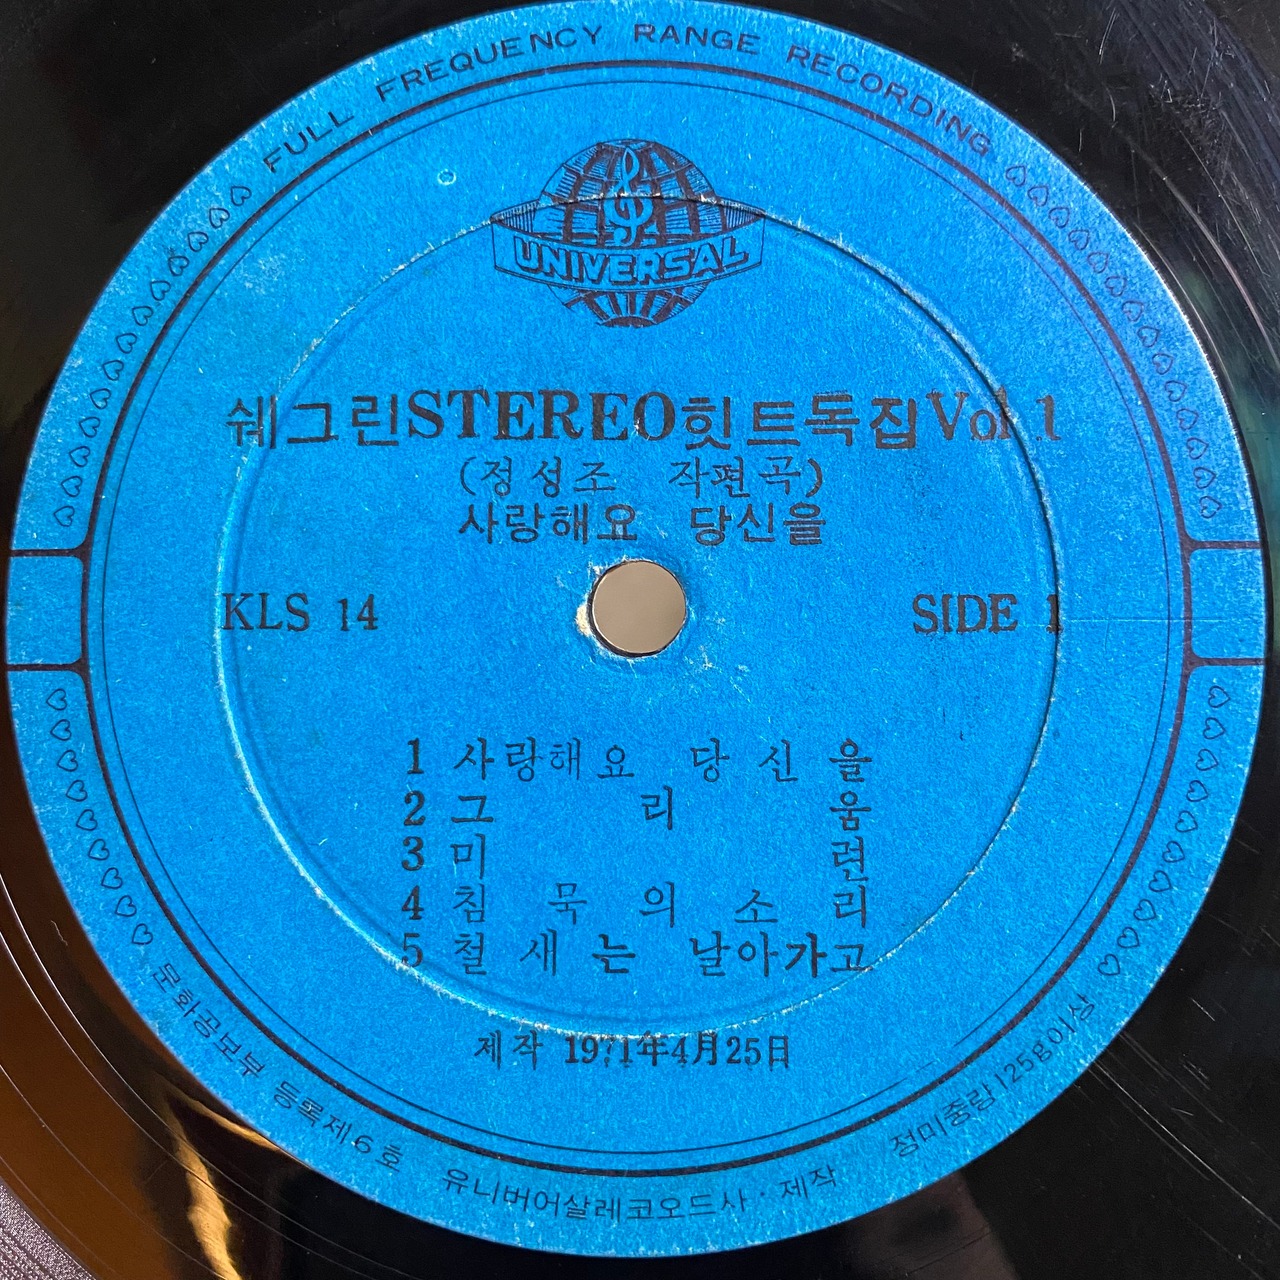 FULL FREQUENCY RANGE RECORDING
UNIVERSAL
쉐그린STEREO힛트독집Vol 1
(정성조 작편곡)
사랑해요 당신을
KLS 14
SIDE 1
1 사랑해요 당신을
2 그리움
3 미련
4 침묵의소리
5 철새는 날아가고
제작 1971年4月25日
문화공보부 등록제6호 유니버어살레코오드사·제작 정미중량125g이상